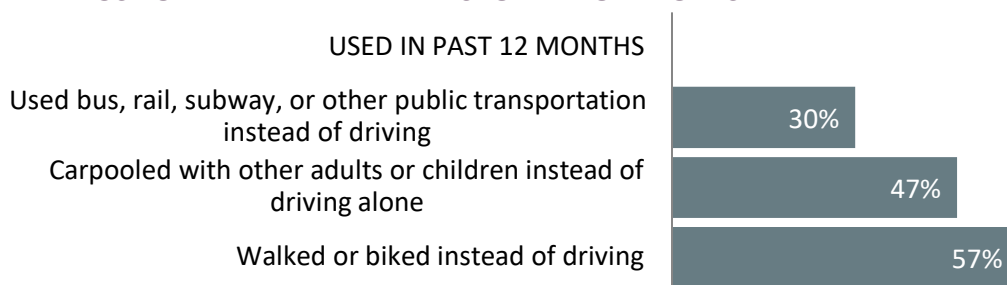 USED IN PAST 12 MONTHS
Used bus, rail, subway, or other public transportation
instead of driving
30%
Carpooled with other adults or children instead of
driving alone
47%
Walked or biked instead of driving
57%